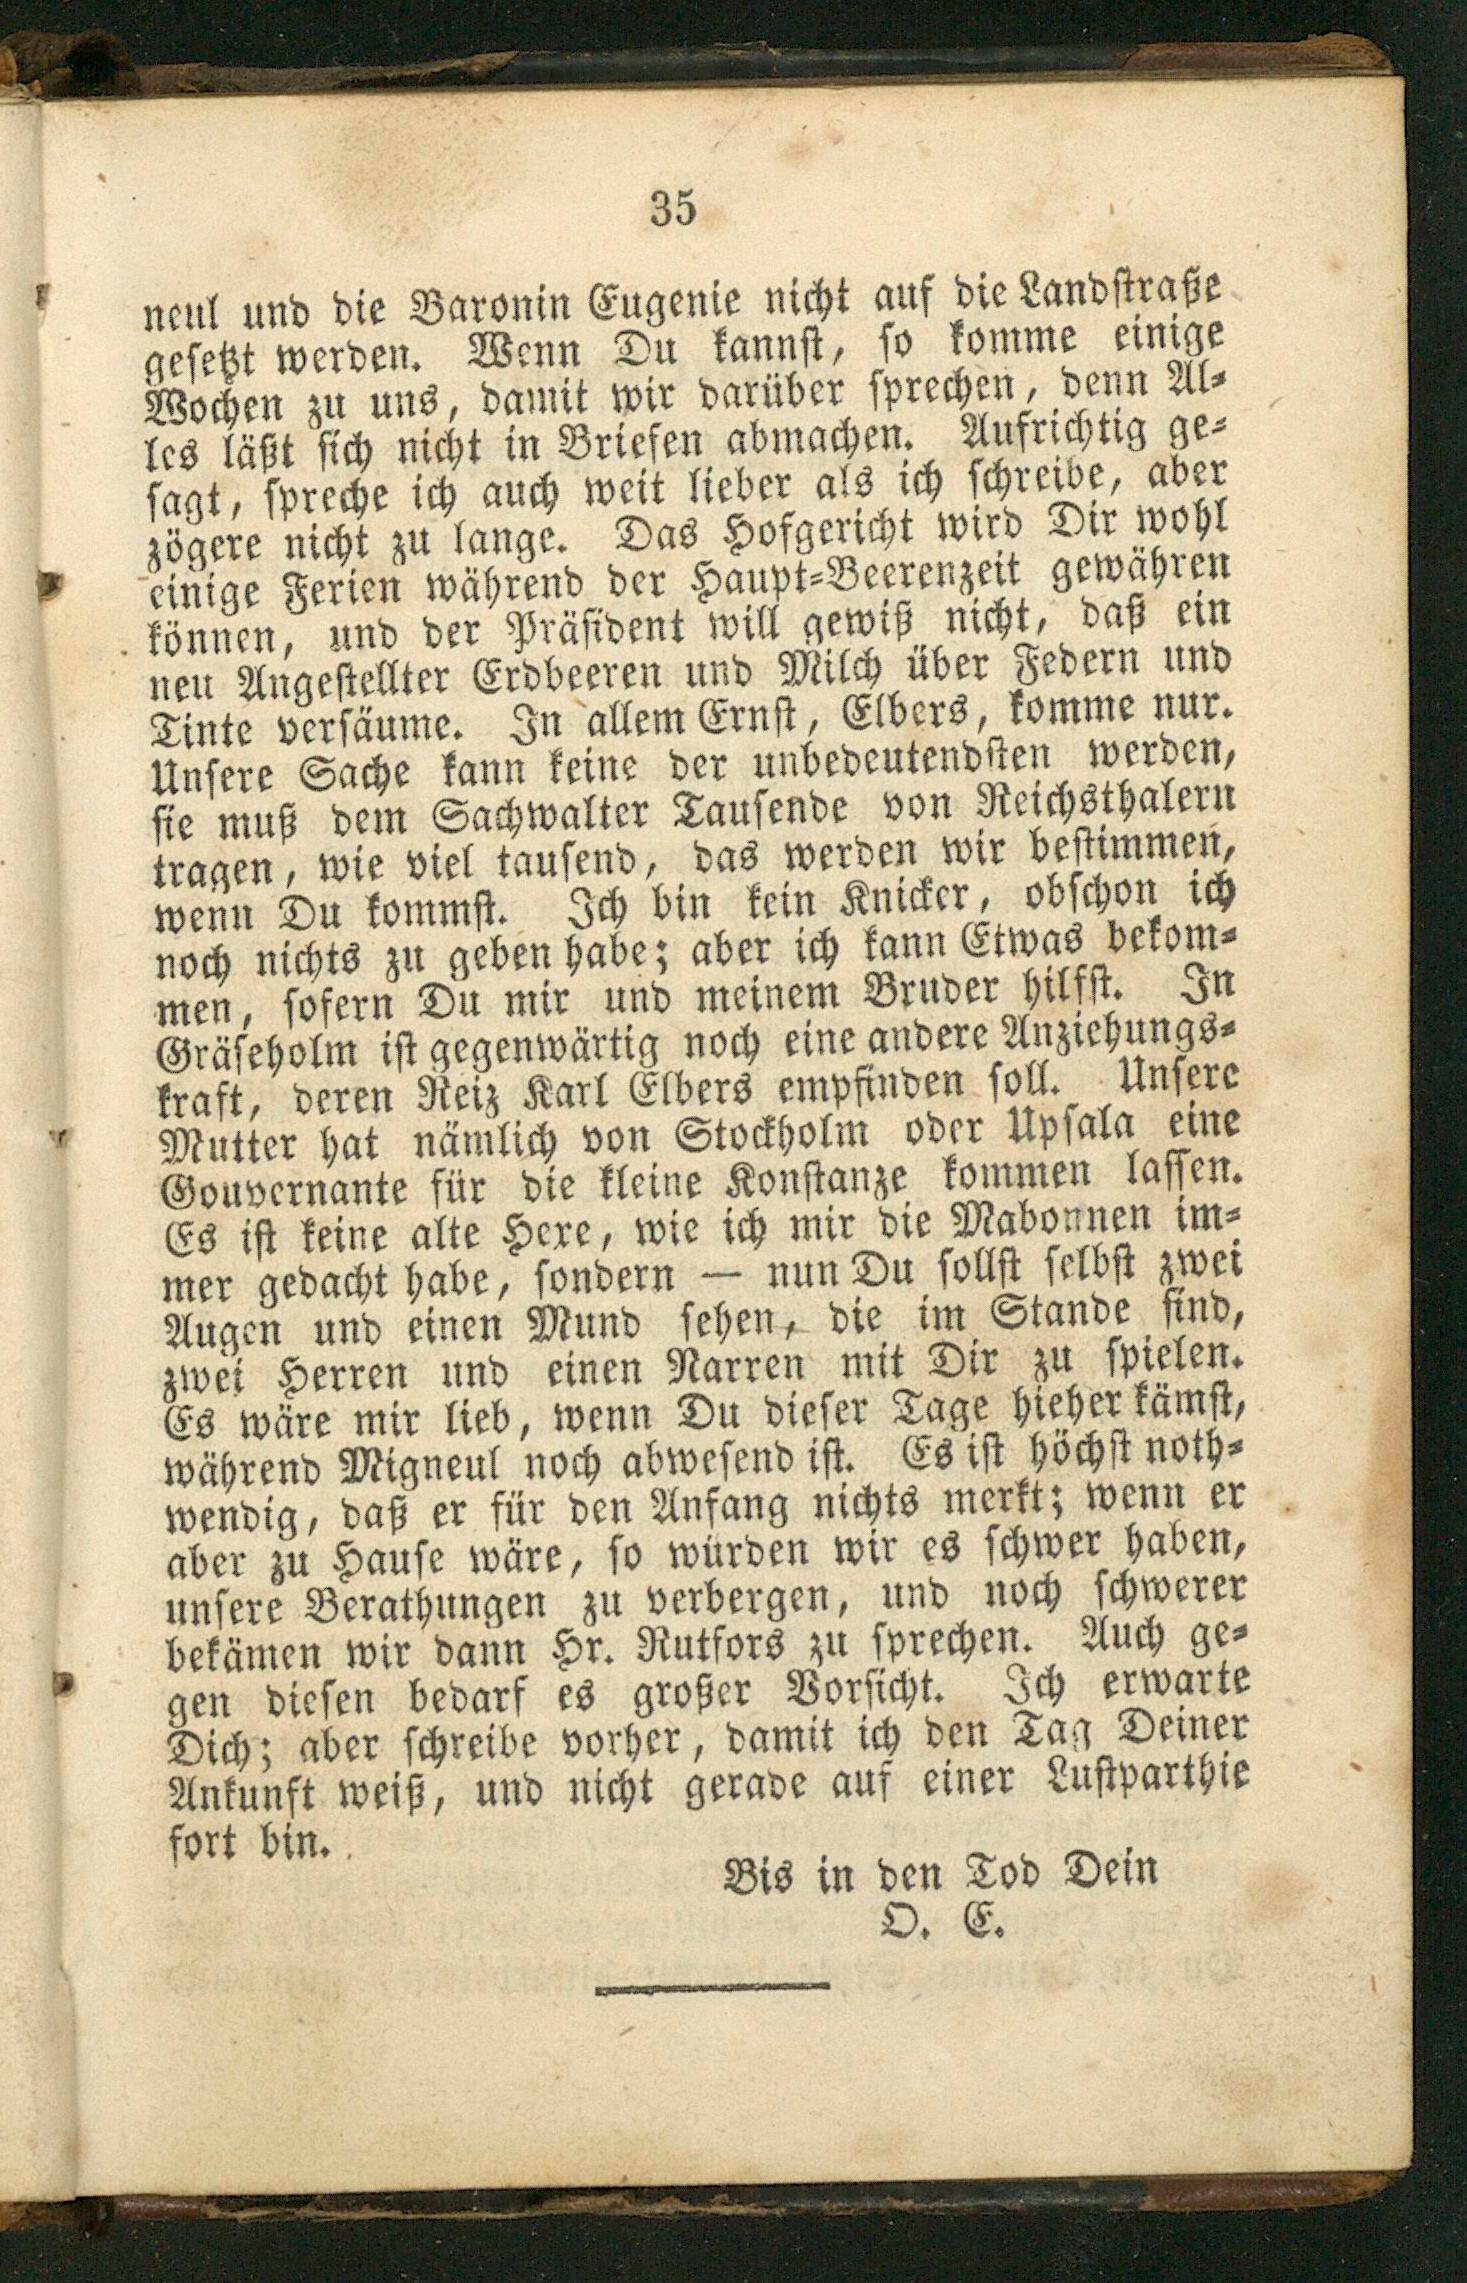 35
neul und die Baronin Eugenie nicht auf die Landstraße
gesetzt werden. Wenn Du kannst, so komme einige
Wochen zu uns, damit wir darüber sprechen, denn Al-
les läßt sich nicht in Briefen abmachen. Aufrichtig ge-
sagt, spreche ich auch weit lieber als ich schreibe, aber
zögere nicht zu lange. Das Hofgericht wird Dir wohl
einige Ferien während der Haupt-Beerenzeit gewähren
können, und der Präsident will gewiß nicht, daß ein
neu Angestellter Erdbeeren und Milch über Federn und
Tinte versäume. In allem Ernst, Elbers, komme nur.
Unsere Sache kann keine der unbedeutendsten werden,
sie muß dem Sachwalter Tausende von Reichsthalern
tragen, wie viel tausend, das werden wir bestimmen,
wenn Du kommst. Ich bin kein Knicker, obschon ich
noch nichts zu geben habe; aber ich kann Etwas bekom-
men, sofern Du mir und meinem Bruder hilfst. In
Gräseholm ist gegenwärtig noch eine andere Anziehungs-
kraft, deren Reiz Karl Elbers empfinden soll. Unsere
Mutter hat nämlich von Stockholm oder Upsala eine
Gouvernante für die kleine Konstanze kommen lassen.
Es ist keine alte Hexe, wie ich mir die Mabonnen im-
mer gedacht habe, sondern — nun Du sollst selbst zwei
Augen und einen Mund sehen, die im Stande sind,
zwei Herren und einen Narren mit Dir zu spielen.
Es wäre mir lieb, wenn Du dieser Tage hieher kämst,
während Migneul noch abwesend ist. Es ist höchst noth-
wendig, daß er für den Anfang nichts merkt; wenn er
aber zu Hause wäre, so würden wir es schwer haben,
unsere Berathungen zu verbergen, und noch schwerer
bekämen wir dann Hr. Rutfors zu sprechen. Auch ge-
gen diesen bedarf es großer Vorsicht. Ich erwarte
Dich; aber schreibe vorher, damit ich den Tag Deiner
Ankunft weiß, und nicht gerade auf einer Lustparthie
fort bin.
Bis in den Tod Dein
O. E.